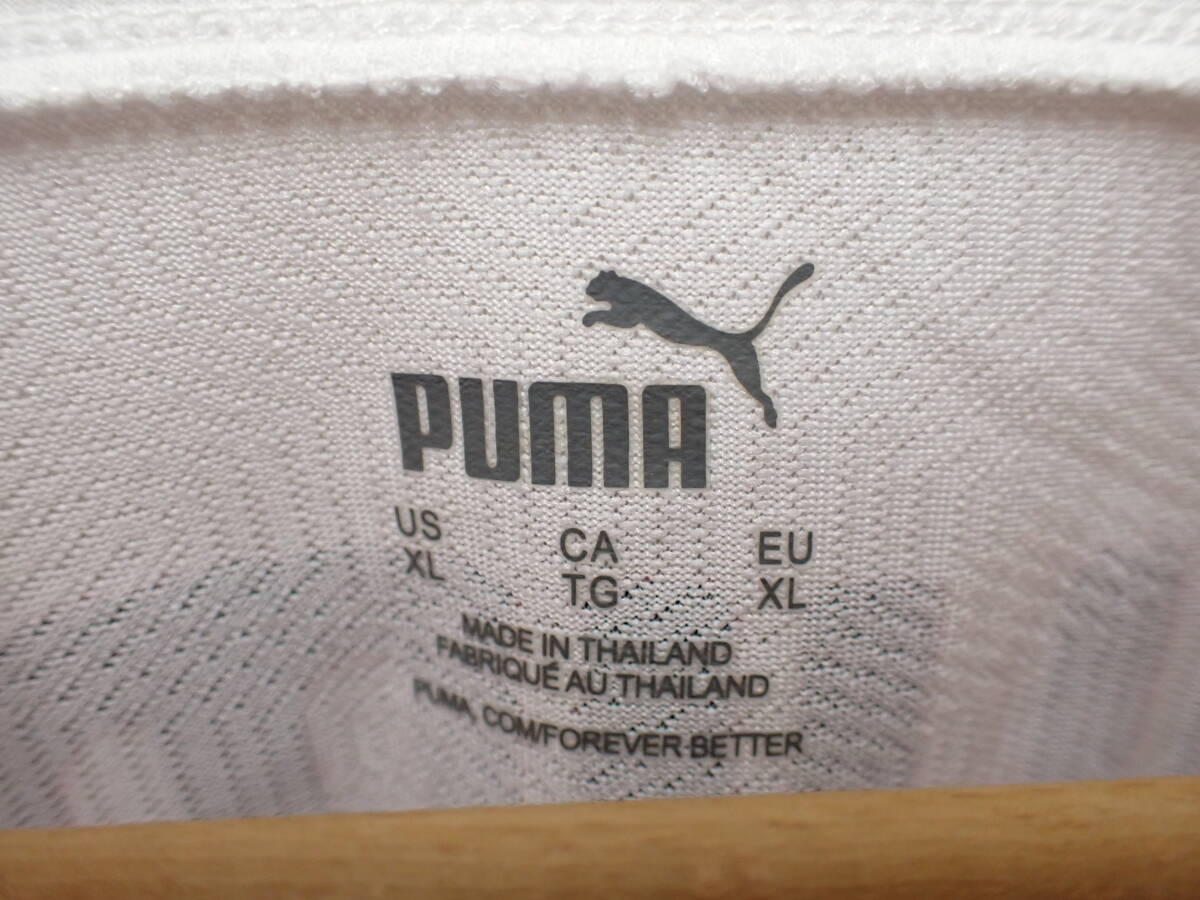 PUMA
US CA EU
XL TG XL
MADE IN THAILAND
FABRIQUÉ AU THAILAND
PUMA. COM/FOREVER BETTER